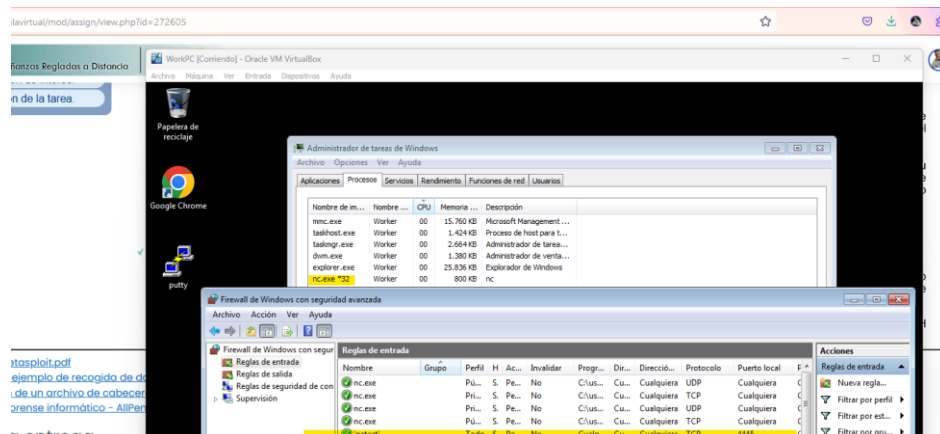 lavirtual/mod/assign/view.php?id=272605
ñanzas Regladas a Distancia
n de la tarea.
WorkPC [Corriendo] - Oracle VM VirtualBox
Archivo Máquina Ver Entrada Dispositivos Ayuda
Papelera de
reciclaje
Google Chrome
putty
Administrador de tareas de Windows
Archivo Opciones Ver Ayuda
Aplicaciones Procesos Servicios Rendimiento Funciones de red Usuarios
Nombre de im... Nombre ... CPU Memoria ... Descripción
mmc.exe Worker 00 15.760 KB Microsoft Management ...
taskhost.exe Worker 00 1.424 KB Proceso de host para t...
taskmgr.exe Worker 00 2.664 KB Administrador de tarea...
dwm.exe Worker 00 1.380 KB Administrador de venta...
explorer.exe Worker 00 25.836 KB Explorador de Windows
nc.exe *32 Worker 00 800 KB nc
Firewall de Windows con seguridad avanzada
Archivo Acción Ver Ayuda
Firewall de Windows con segur
Reglas de entrada
Reglas de salida
Reglas de seguridad de con
Supervisión
Reglas de entrada
Nombre Grupo Perfil H Ac... Invalidar Progr... Dir... Direcció... Protocolo Puerto local
nc.exe Pú... S. Pe... No C:\us... Cu... Cualquiera UDP Cualquiera
nc.exe Pri... S. Pe... No C:\us... Cu... Cualquiera TCP Cualquiera
nc.exe Pri... S. Pe... No C:\us... Cu... Cualquiera UDP Cualquiera
nc.exe Pú... S. Pe... No C:\us... Cu... Cualquiera TCP Cualquiera
Acciones
Reglas de entrada
Nueva regla...
Filtrar por perfil
Filtrar por est...
Filtrar por gru...
etasploit.pdf
ejemplo de recogida de da
de un archivo de cabecer
orense informático - AllPen